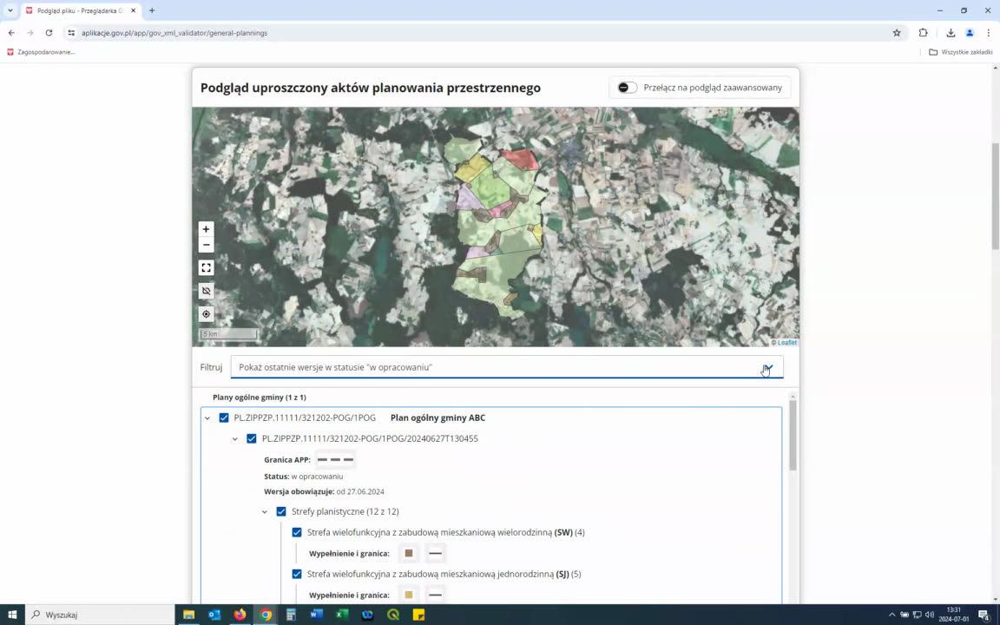 Podgląd pliku - Przeglądarka G
aplikacje.gov.pl/app/gov_xml_validator/general-plannings
Zagospodarowanie...
Wszystkie zakładki
Podgląd uproszczony aktów planowania przestrzennego
Przełącz na podgląd zaawansowany
+
−
5 km
© Leaflet
Filtruj
Pokaż ostatnie wersje w statusie "w opracowaniu"
Plany ogólne gminy (1 z 1)
PL.ZIPPZP.11111/321202-POG/1POG Plan ogólny gminy ABC
PL.ZIPPZP.11111/321202-POG/1POG/20240627T130455
Granica APP:
Status: w opracowaniu
Wersja obowiązuje: od 27.06.2024
Strefy planistyczne (12 z 12)
Strefa wielofunkcyjna z zabudową mieszkaniową wielorodzinną (SW) (4)
Wypełnienie i granica:
Strefa wielofunkcyjna z zabudową mieszkaniową jednorodzinną (SJ) (5)
Wypełnienie i granica:
Wyszukaj
13:31
2024-07-01
4